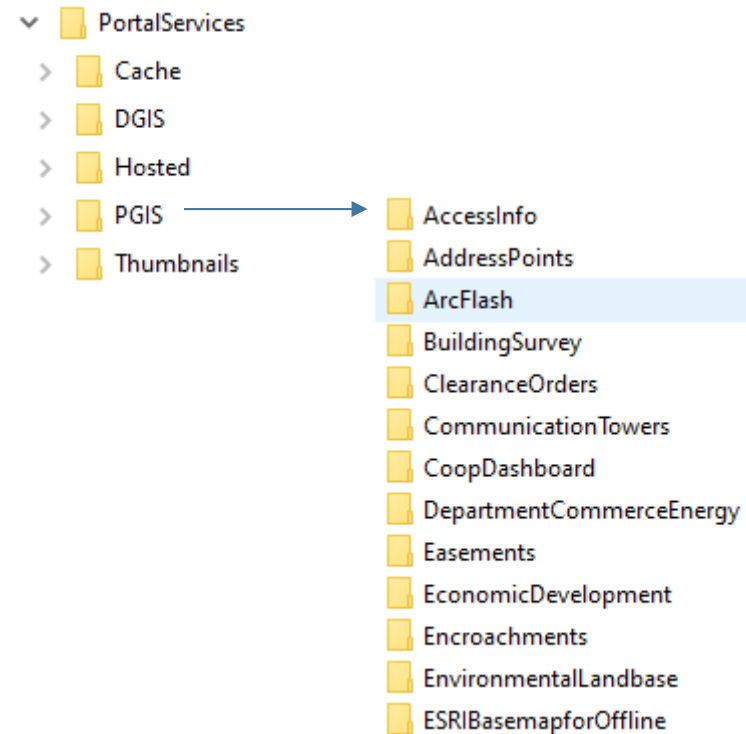 PortalServices
Cache
DGIS
Hosted
PGIS
Thumbnails
AccessInfo
AddressPoints
ArcFlash
BuildingSurvey
ClearanceOrders
CommunicationTowers
CoopDashboard
DepartmentCommerceEnergy
Easements
EconomicDevelopment
Encroachments
EnvironmentalLandbase
ESRIBasemapforOffline